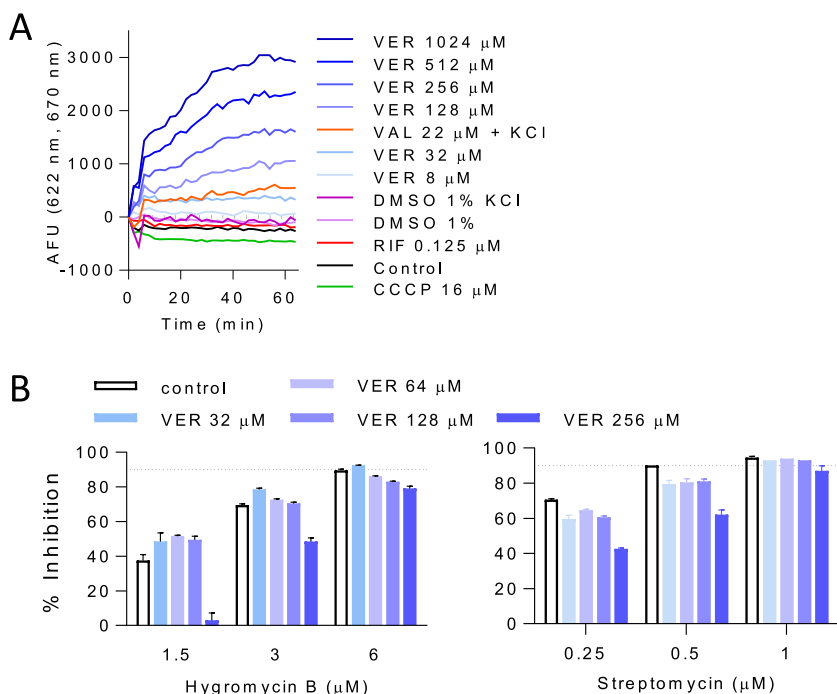 A
AFU (622 nm, 670 nm)
3000
2000
1000
0
-1000
0 20 40 60
Time (min)
VER 1024 μM
VER 512 μM
VER 256 μM
VER 128 μM
VAL 22 μM + KCl
VER 32 μM
VER 8 μM
DMSO 1% KCl
DMSO 1%
RIF 0.125 μM
Control
CCCP 16 μM
B
control VER 64 μM
VER 32 μM VER 128 μM VER 256 μM
% Inhibition
100
80
60
40
20
0
1.5 3 6
Hygromycin B (μM)
100
80
60
40
20
0
0.25 0.5 1
Streptomycin (μM)